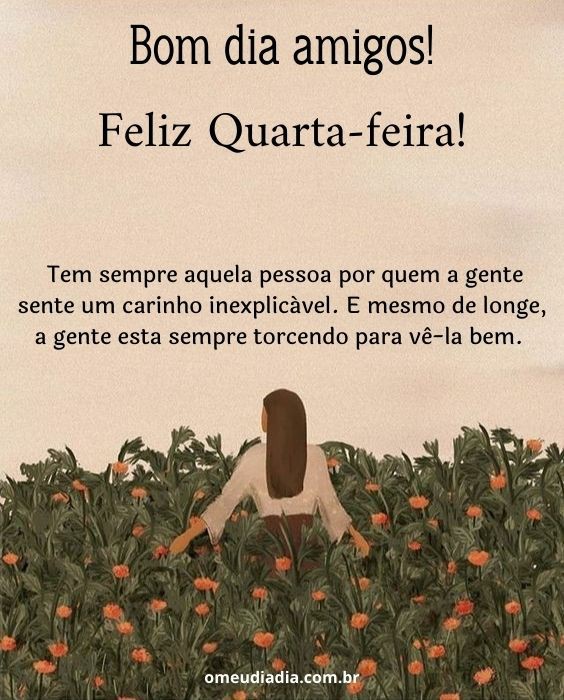 Bom dia amigos!
Feliz Quarta-feira!
Tem sempre aquela pessoa por quem a gente
sente um carinho inexplicàvel. E mesmo de longe,
a gente esta sempre torcendo para vê-la bem.
omeudiadia.com.br